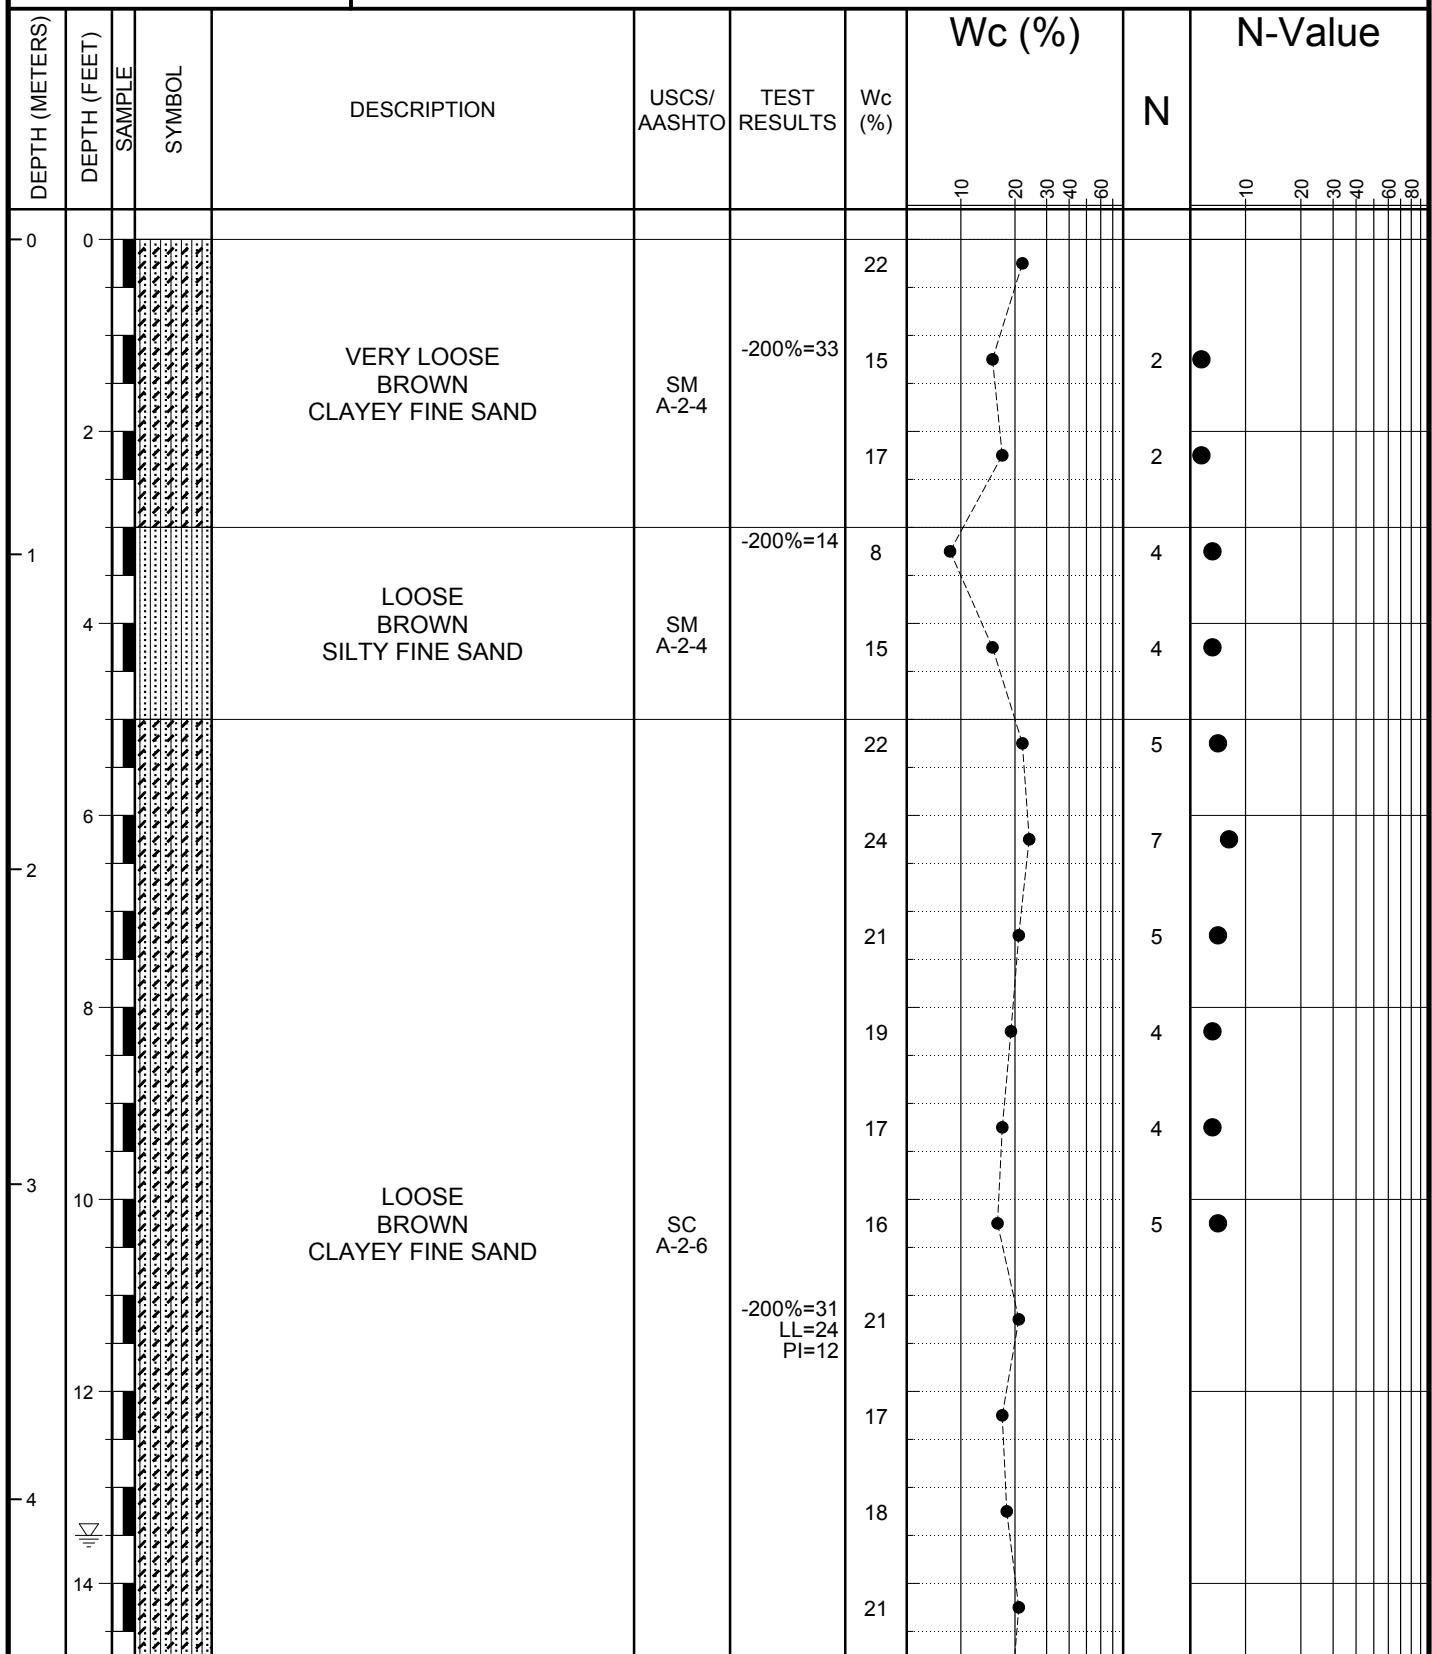 DEPTH (METERS)
DEPTH (FEET)
SAMPLE
SYMBOL
DESCRIPTION
USCS/
AASHTO
TEST
RESULTS
Wc
(%)
Wc (%)
10 20 30 40 60
N
N-Value
10 20 30 40 60 80
0 0
22
VERY LOOSE
BROWN
CLAYEY FINE SAND
SM
A-2-4
-200%=33
15 2
2
17 2
1
-200%=14
8 4
LOOSE
BROWN
SILTY FINE SAND
4
SM
A-2-4
15 4
22 5
6
24 7
2
21 5
8
19 4
17 4
3
10
LOOSE
BROWN
CLAYEY FINE SAND
SC
A-2-6
16 5
-200%=31
LL=24
PI=12
21
12
17
4
18
14
21